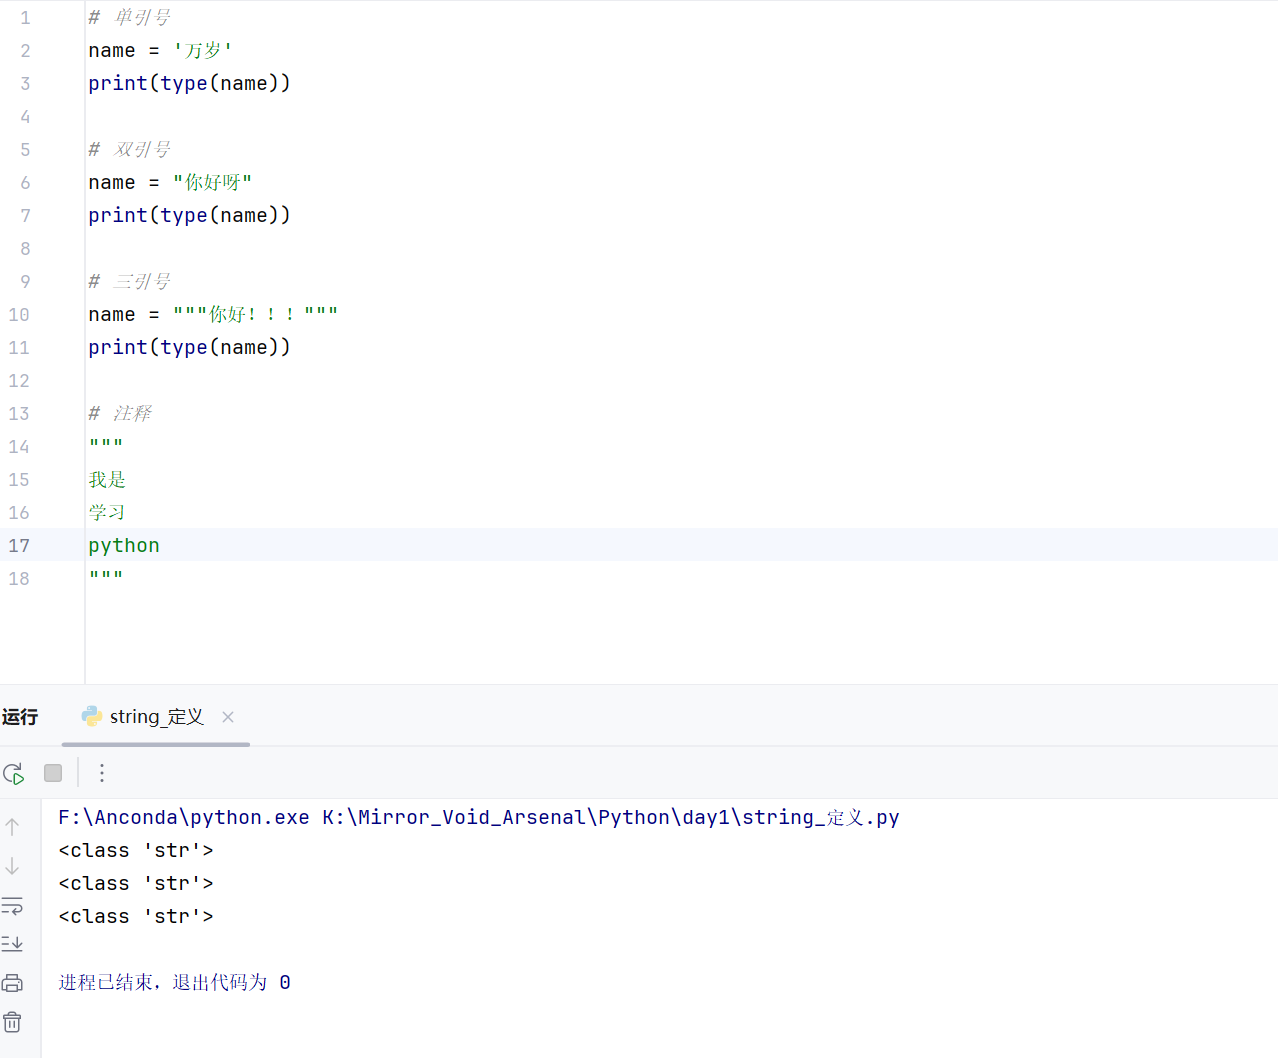 1 # 单引号
2 name = '万岁'
3 print(type(name))
4
5 # 双引号
6 name = "你好呀"
7 print(type(name))
8
9 # 三引号
10 name = """你好！！！"""
11 print(type(name))
12
13 # 注释
14 """
15 我是
16 学习
17 python
18 """
运行 string_定义
F:\Anconda\python.exe K:\Mirror_Void_Arsenal\Python\day1\string_定义.py
<class 'str'>
<class 'str'>
<class 'str'>
进程已结束，退出代码为 0